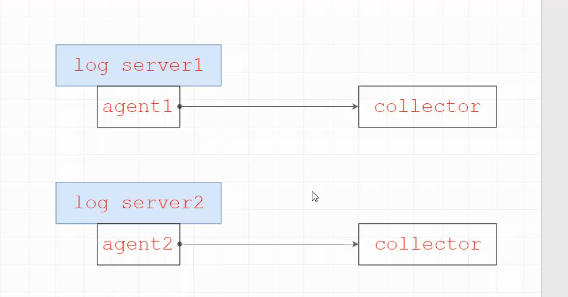 log server1
agent1
collector
log server2
agent2
collector